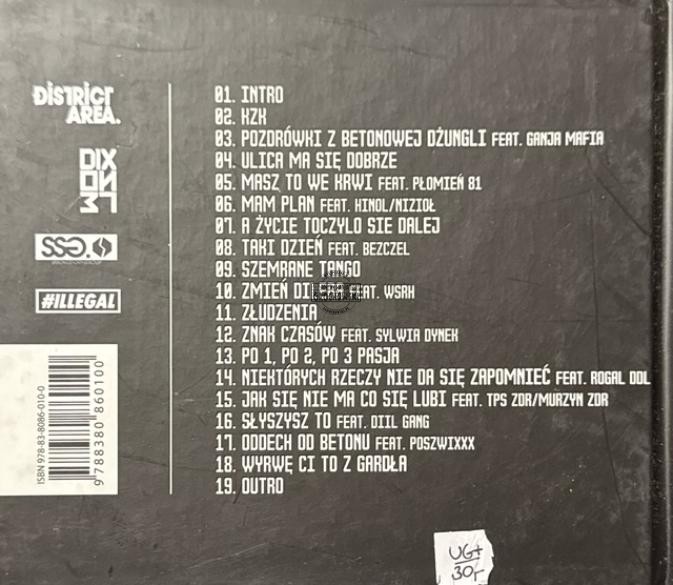 DISTRICT
AREA.
DIX
ON
37
SSG.
#ILLEGAL
ISBN 978-83-8086-010-0
9 788380 860100
01. INTRO
02. KZK
03. POZDRÓWKI Z BETONOWEJ DŻUNGLI FEAT. GANJA MAFIA
04. ULICA MA SIĘ DOBRZE
05. MASZ TO WE KRWI FEAT. PŁOMIEŃ 81
06. MAM PLAN FEAT. HINOL/NIZIOŁ
07. A ŻYCIE TOCZYŁO SIE DALEJ
08. TAKI DZIEŃ FEAT. BEZCZEL
09. SZEMRANE TANGO
10. ZMIEŃ DILERA FEAT. WSRH
11. ZŁUDZENIA
12. ZNAK CZASÓW FEAT. SYLWIA DYNEK
13. PO 1, PO 2, PO 3 PASJA
14. NIEKTÓRYCH RZECZY NIE DA SIĘ ZAPOMNIEĆ FEAT. ROGAL DDL
15. JAK SIĘ NIE MA CO SIĘ LUBI FEAT. TPS ZDR/MURZYN ZDR
16. SŁYSZYSZ TO FEAT. DIIL GANG
17. ODDECH OD BETONU FEAT. POSZWIXXX
18. WYRWĘ CI TO Z GARDŁA
19. OUTRO
UG+
30,-